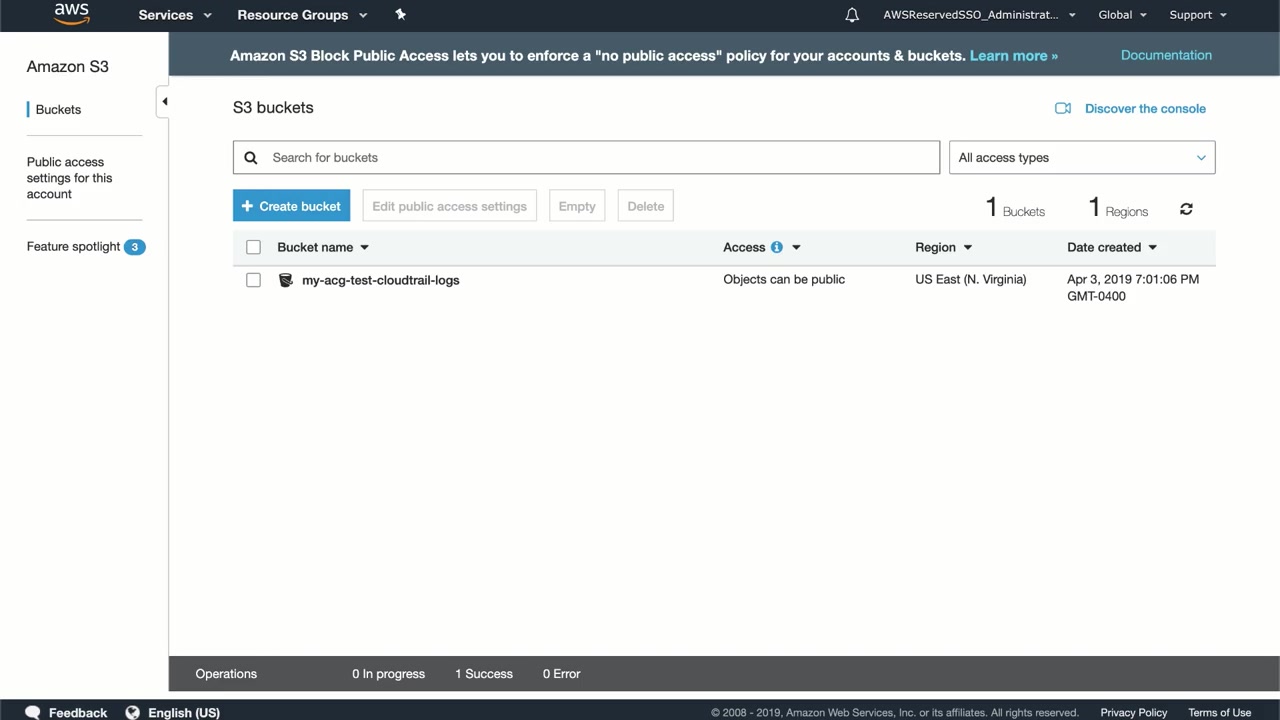 aws
Services
Resource Groups
AWSReservedSSO_Administrat...
Global
Support
Amazon S3 Block Public Access lets you to enforce a "no public access" policy for your accounts & buckets. Learn more »
Documentation
Amazon S3
Buckets
Public access
settings for this
account
Feature spotlight 3
S3 buckets
Discover the console
Search for buckets
All access types
+ Create bucket
Edit public access settings
Empty
Delete
1 Buckets
1 Regions
Bucket name
Access
Region
Date created
my-acg-test-cloudtrail-logs
Objects can be public
US East (N. Virginia)
Apr 3, 2019 7:01:06 PM
GMT-0400
Operations
0 In progress
1 Success
0 Error
Feedback
English (US)
© 2008 - 2019, Amazon Web Services, Inc. or its affiliates. All rights reserved.
Privacy Policy
Terms of Use